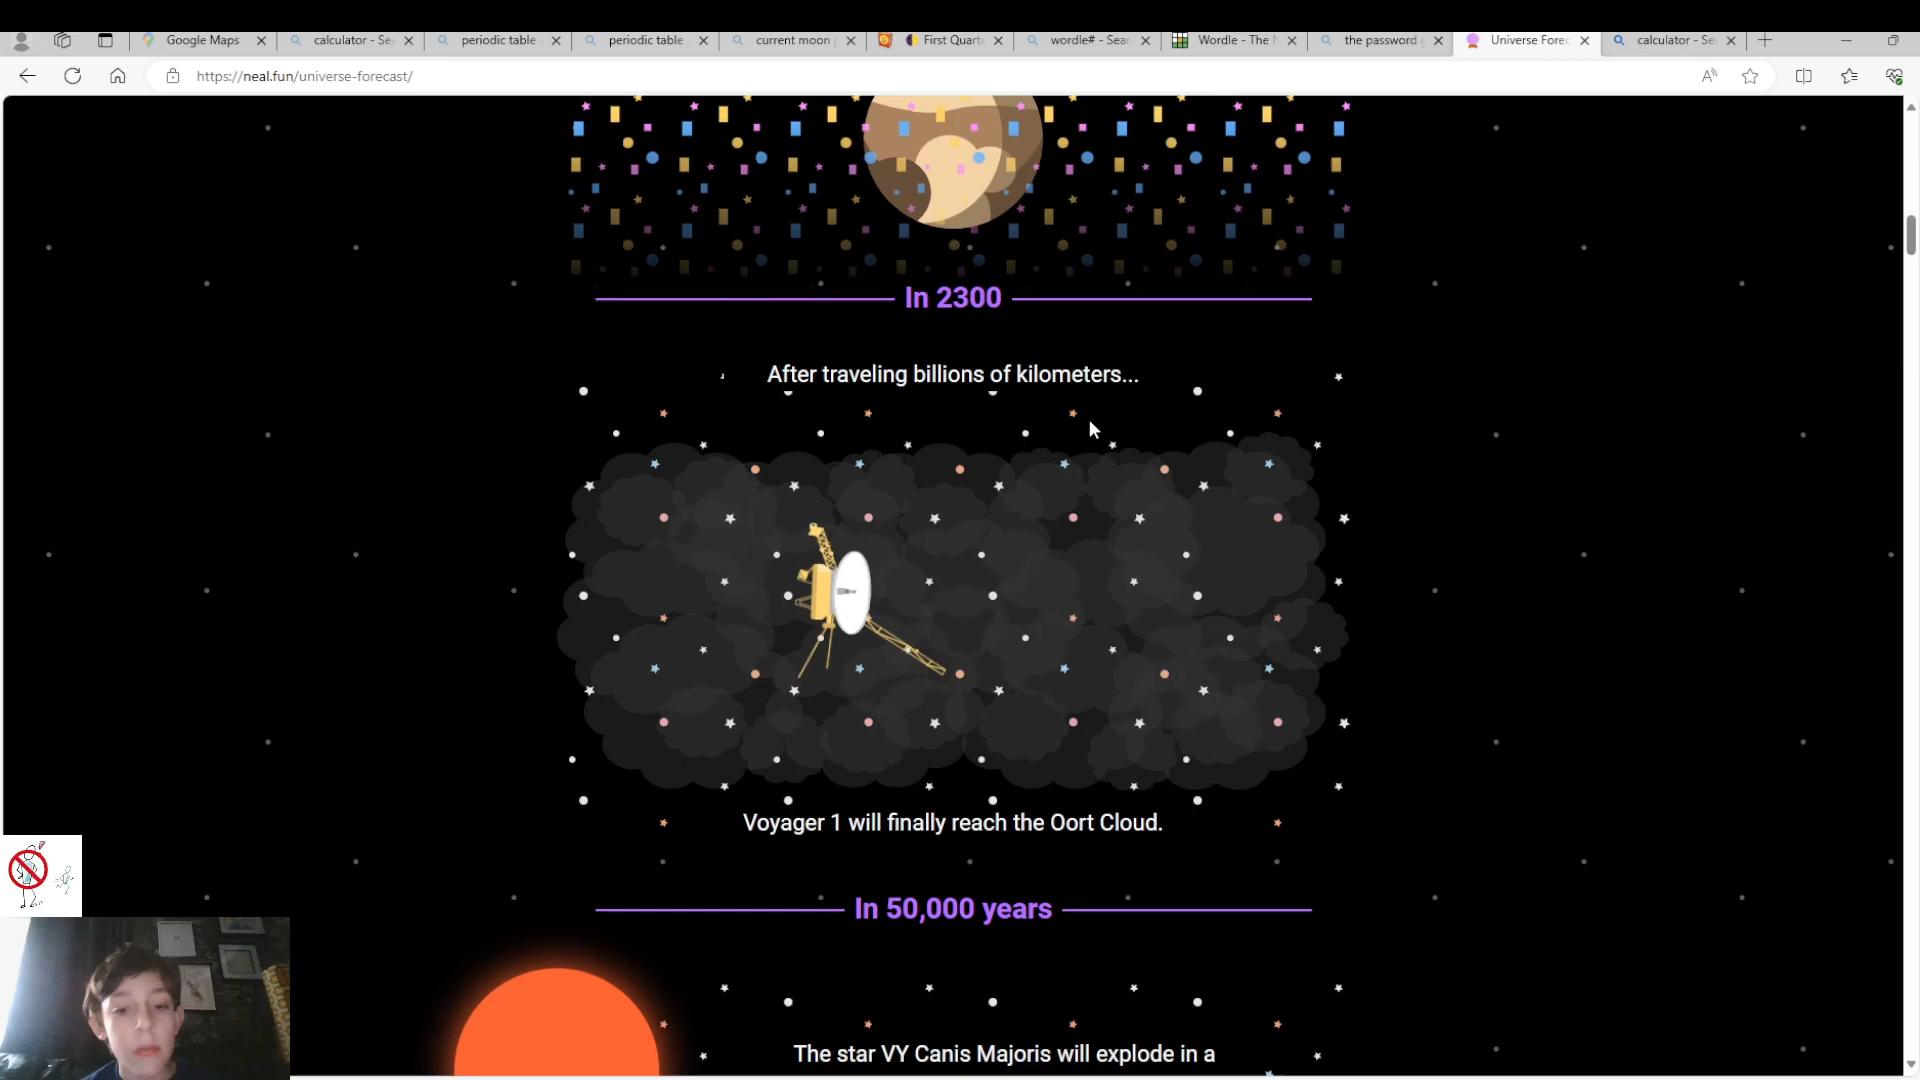 Google Maps
calculator - Sea
periodic table -
periodic table -
current moon p
First Quart
wordle# - Sear
Wordle - The N
the password g
Universe Forec
calculator - Sea
https://neal.fun/universe-forecast/
In 2300
After traveling billions of kilometers...
Voyager 1 will finally reach the Oort Cloud.
In 50,000 years
The star VY Canis Majoris will explode in a